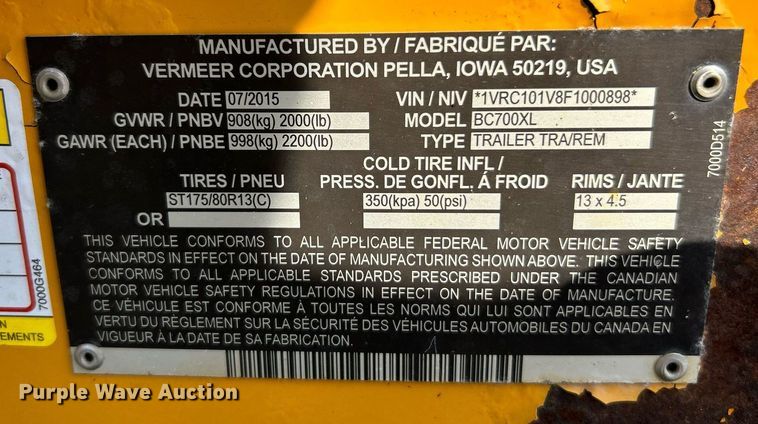 MANUFACTURED BY / FABRIQUÉ PAR:
VERMEER CORPORATION PELLA, IOWA 50219, USA
DATE 07/2015 VIN / NIV *1VRC101V8F1000898*
GVWR / PNBV 908(kg) 2000(lb) MODEL BC700XL
GAWR (EACH) / PNBE 998(kg) 2200(lb) TYPE TRAILER TRA/REM
COLD TIRE INFL /
TIRES / PNEU PRESS. DE GONFL. Á FROID RIMS / JANTE
ST175/80R13(C) 350(kpa) 50(psi) 13 x 4.5
OR
THIS VEHICLE CONFORMS TO ALL APPLICABLE FEDERAL MOTOR VEHICLE SAFETY
STANDARDS IN EFFECT ON THE DATE OF MANUFACTURING SHOWN ABOVE. THIS VEHICLE
CONFORMS TO ALL APPLICABLE STANDARDS PRESCRIBED UNDER THE CANADIAN
MOTOR VEHICLE SAFETY REGULATIONS IN EFFECT ON THE DATE OF MANUFACTURE.
CE VÉHICULE EST CONFORME À TOUTES LES NORMES QUI LUI SONT APPLICABLES EN
VERTU DU RÉGLEMENT SUR LA SÉCURITÉ DES VÉHICULES AUTOMOBILES DU CANADA EN
VIGUEUR À LA DATE DE SA FABRICATION.
7000D514
7000G464
EMENTS
Purple Wave Auction